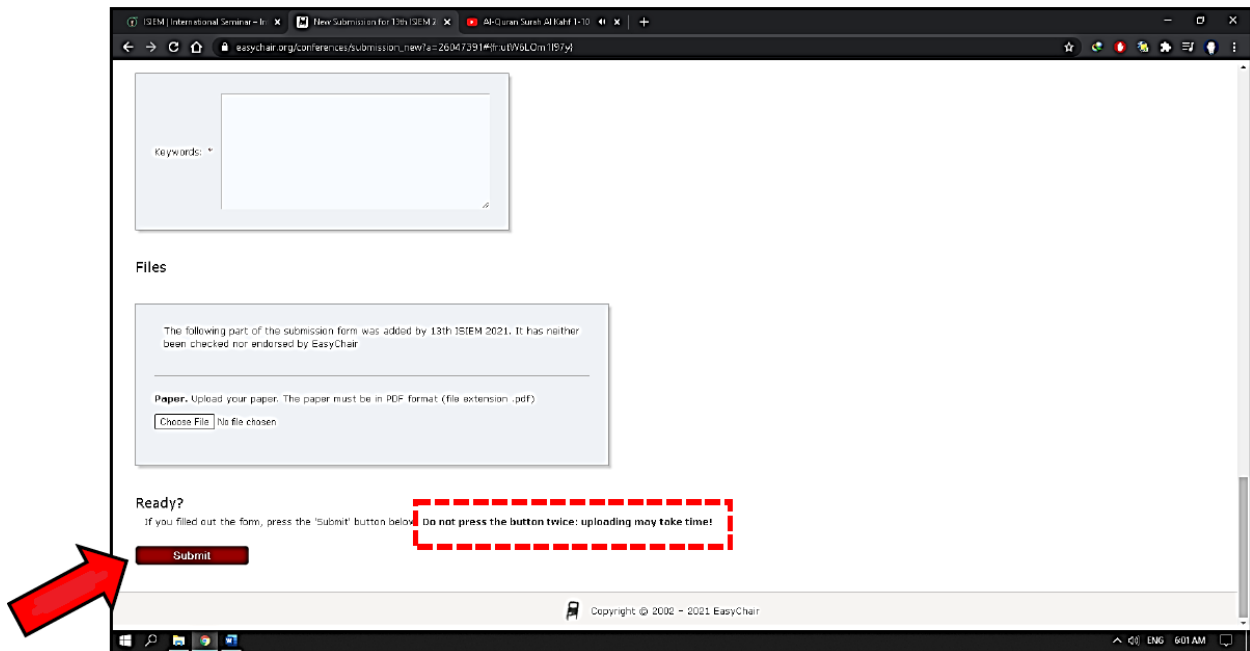 ISIEM | International Seminar – In
New Submission for 13th ISIEM 2
Al-Quran Surah Al Kahf 1-10
easychair.org/conferences/submission_new?a=26047391#
Keywords: *
Files
The following part of the submission form was added by 13th ISIEM 2021. It has neither
been checked nor endorsed by EasyChair
Paper. Upload your paper. The paper must be in PDF format (file extension .pdf)
Choose File No file chosen
Ready?
If you filled out the form, press the 'Submit' button below. Do not press the button twice: uploading may take time!
Submit
Copyright © 2002 – 2021 EasyChair
ENG 6:01 AM